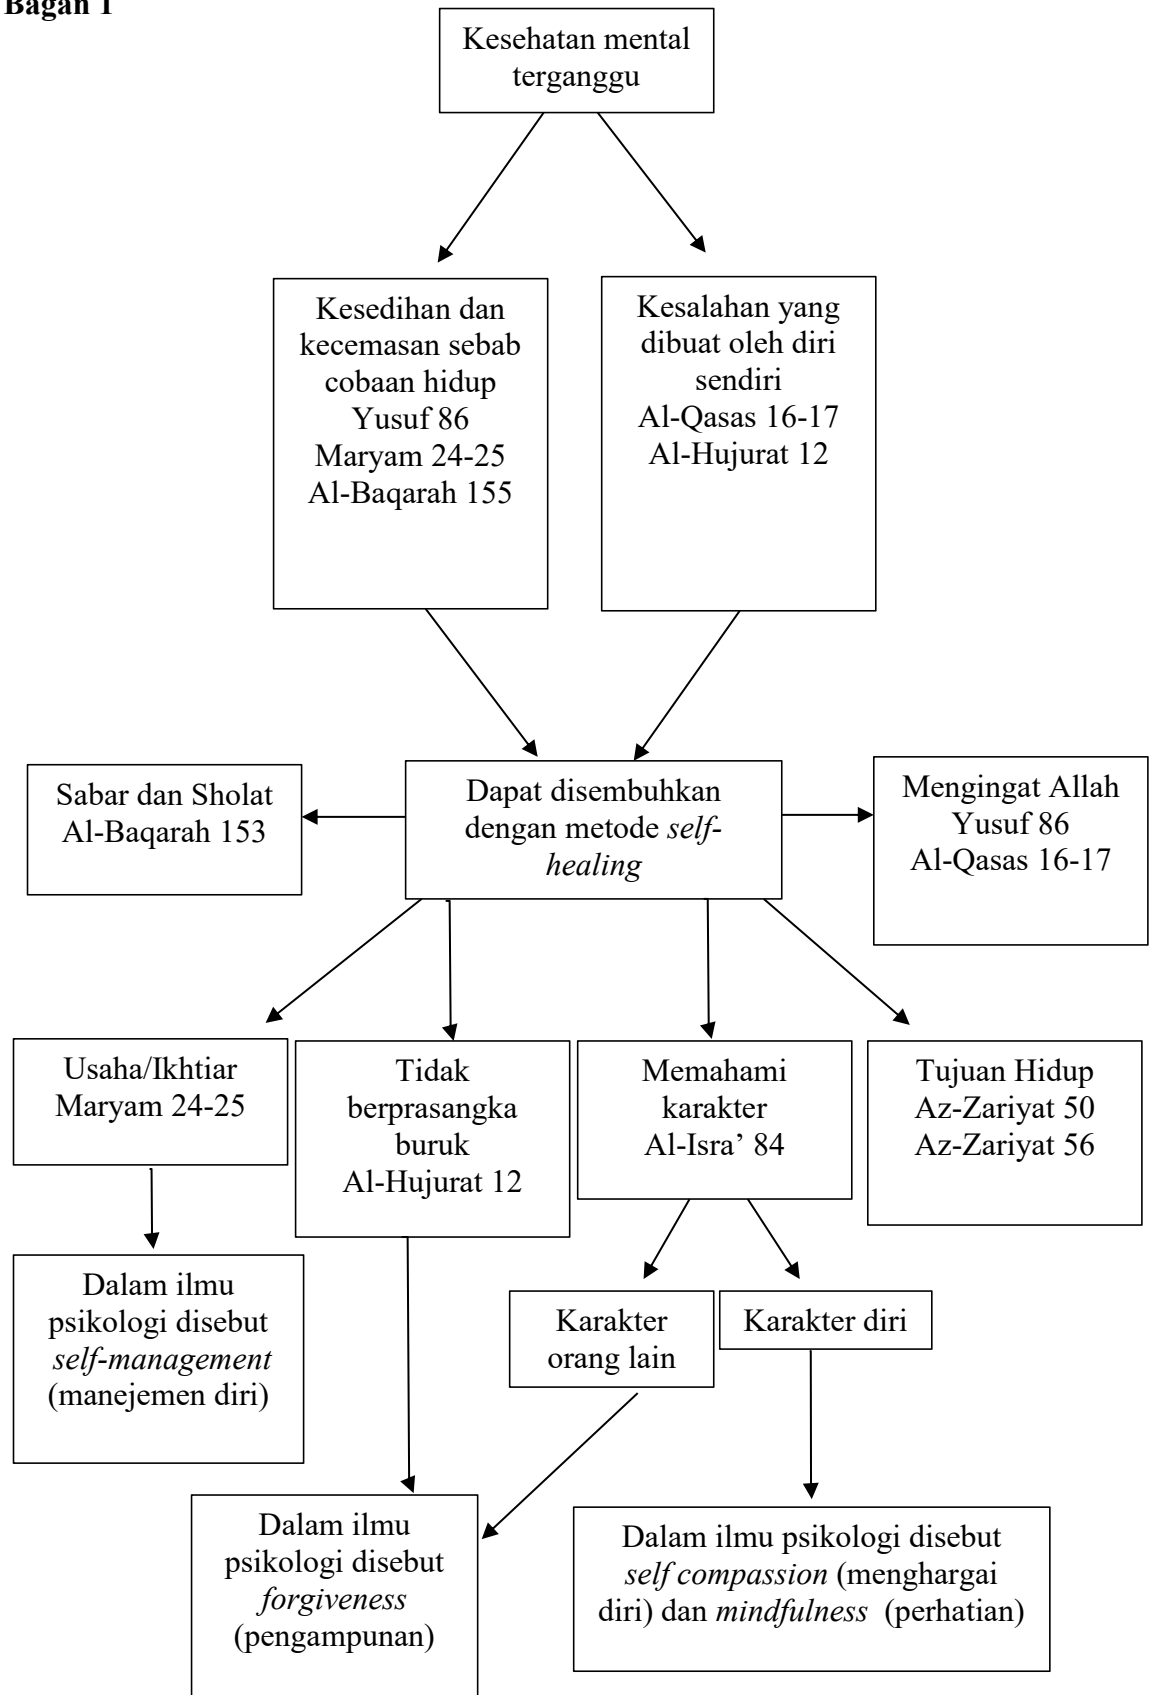 Bagan 1
Kesehatan mental
terganggu
Kesedihan dan
kecemasan sebab
cobaan hidup
Yusuf 86
Maryam 24-25
Al-Baqarah 155
Kesalahan yang
dibuat oleh diri
sendiri
Al-Qasas 16-17
Al-Hujurat 12
Sabar dan Sholat
Al-Baqarah 153
Dapat disembuhkan
dengan metode self-
healing
Mengingat Allah
Yusuf 86
Al-Qasas 16-17
Usaha/Ikhtiar
Maryam 24-25
Tidak
berprasangka
buruk
Al-Hujurat 12
Memahami
karakter
Al-Isra’ 84
Tujuan Hidup
Az-Zariyat 50
Az-Zariyat 56
Dalam ilmu
psikologi disebut
self-management
(manejemen diri)
Karakter
orang lain
Karakter diri
Dalam ilmu
psikologi disebut
forgiveness
(pengampunan)
Dalam ilmu psikologi disebut
self compassion (menghargai
diri) dan mindfulness (perhatian)